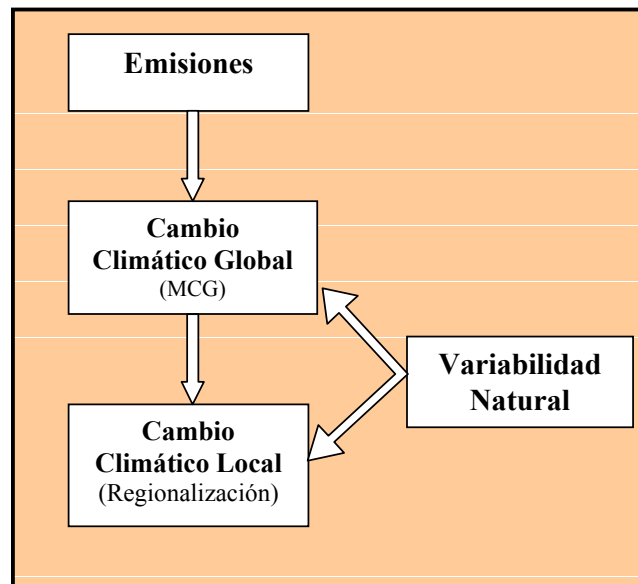 Emisiones
Cambio
Climático Global
(MCG)
Variabilidad
Natural
Cambio
Climático Local
(Regionalización)